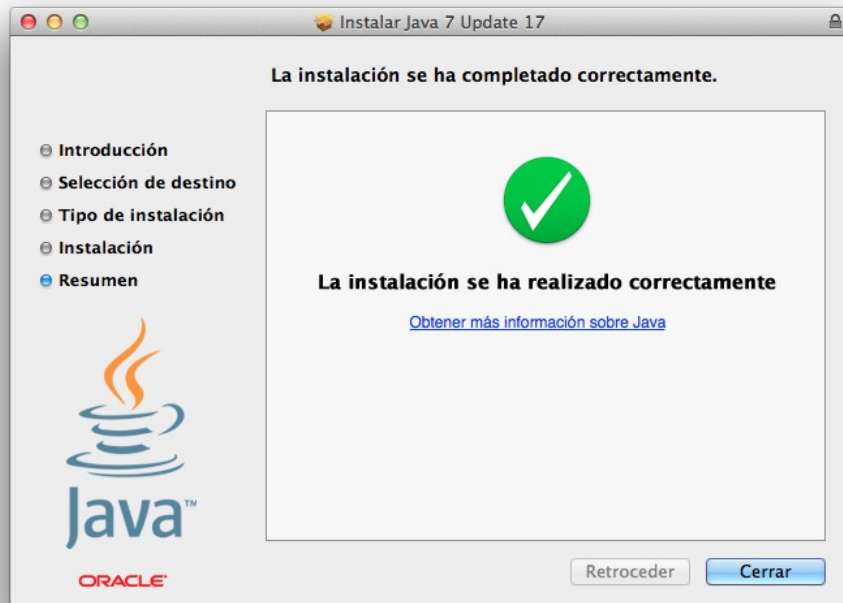 Instalar Java 7 Update 17
La instalación se ha completado correctamente.
Introducción
Selección de destino
Tipo de instalación
Instalación
Resumen
La instalación se ha realizado correctamente
Obtener más información sobre Java
Java™
ORACLE®
Retroceder
Cerrar